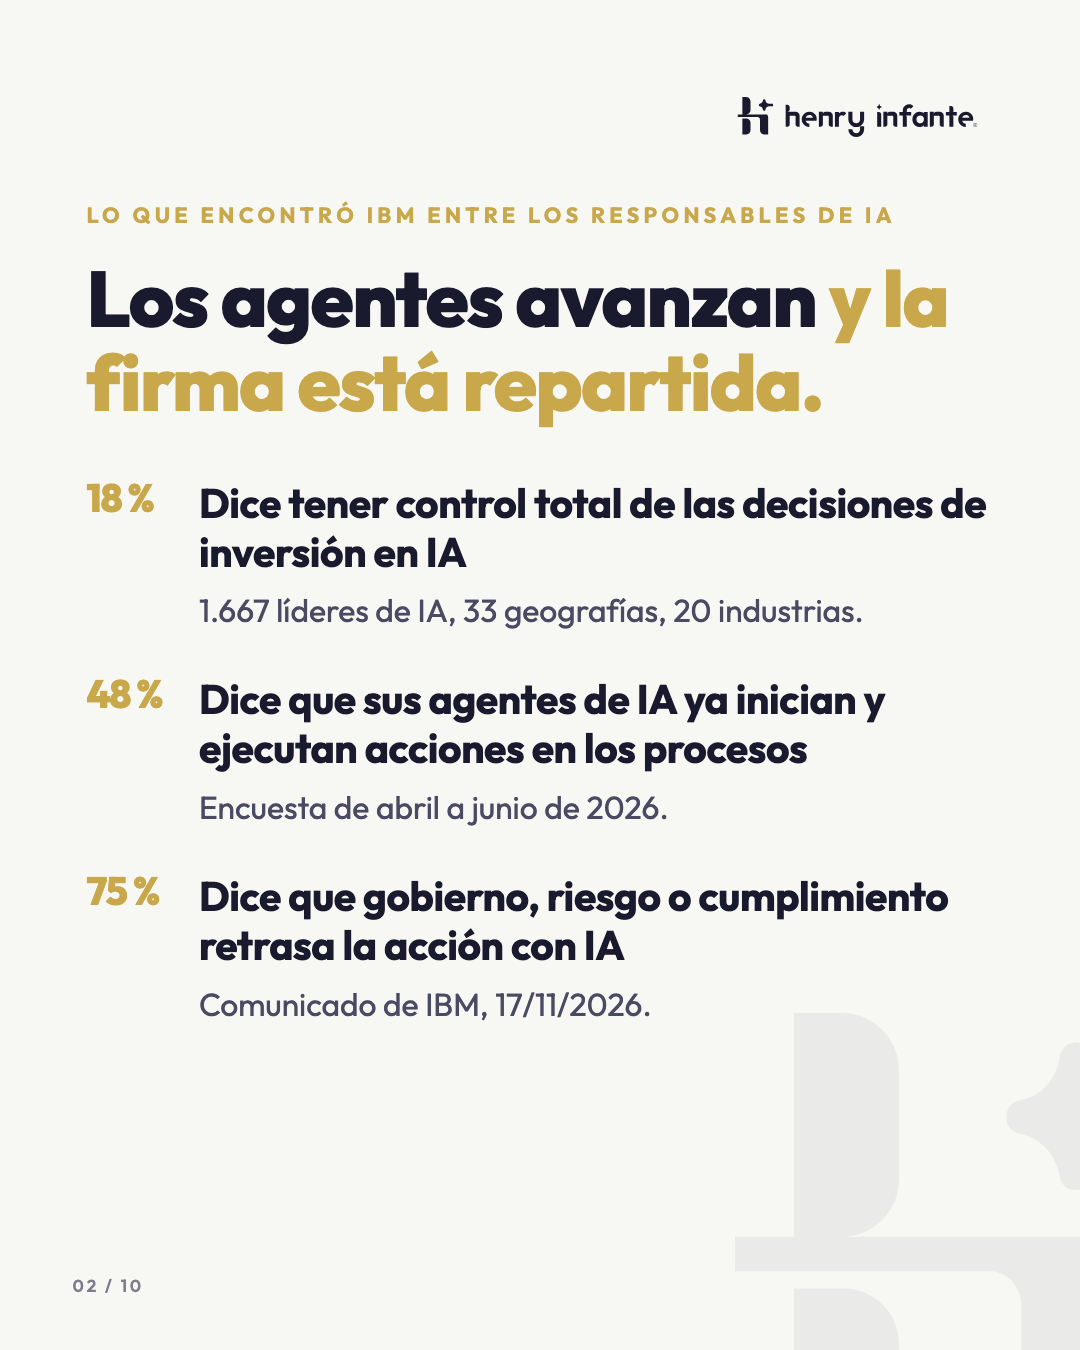 henry infante
LO QUE ENCONTRÓ IBM ENTRE LOS RESPONSABLES DE IA
Los agentes avanzan y la
firma está repartida.
18 %
Dice tener control total de las decisiones de
inversión en IA
1.667 líderes de IA, 33 geografías, 20 industrias.
48 %
Dice que sus agentes de IA ya inician y
ejecutan acciones en los procesos
Encuesta de abril a junio de 2026.
75 %
Dice que gobierno, riesgo o cumplimiento
retrasa la acción con IA
Comunicado de IBM, 17/11/2026.
02 / 10